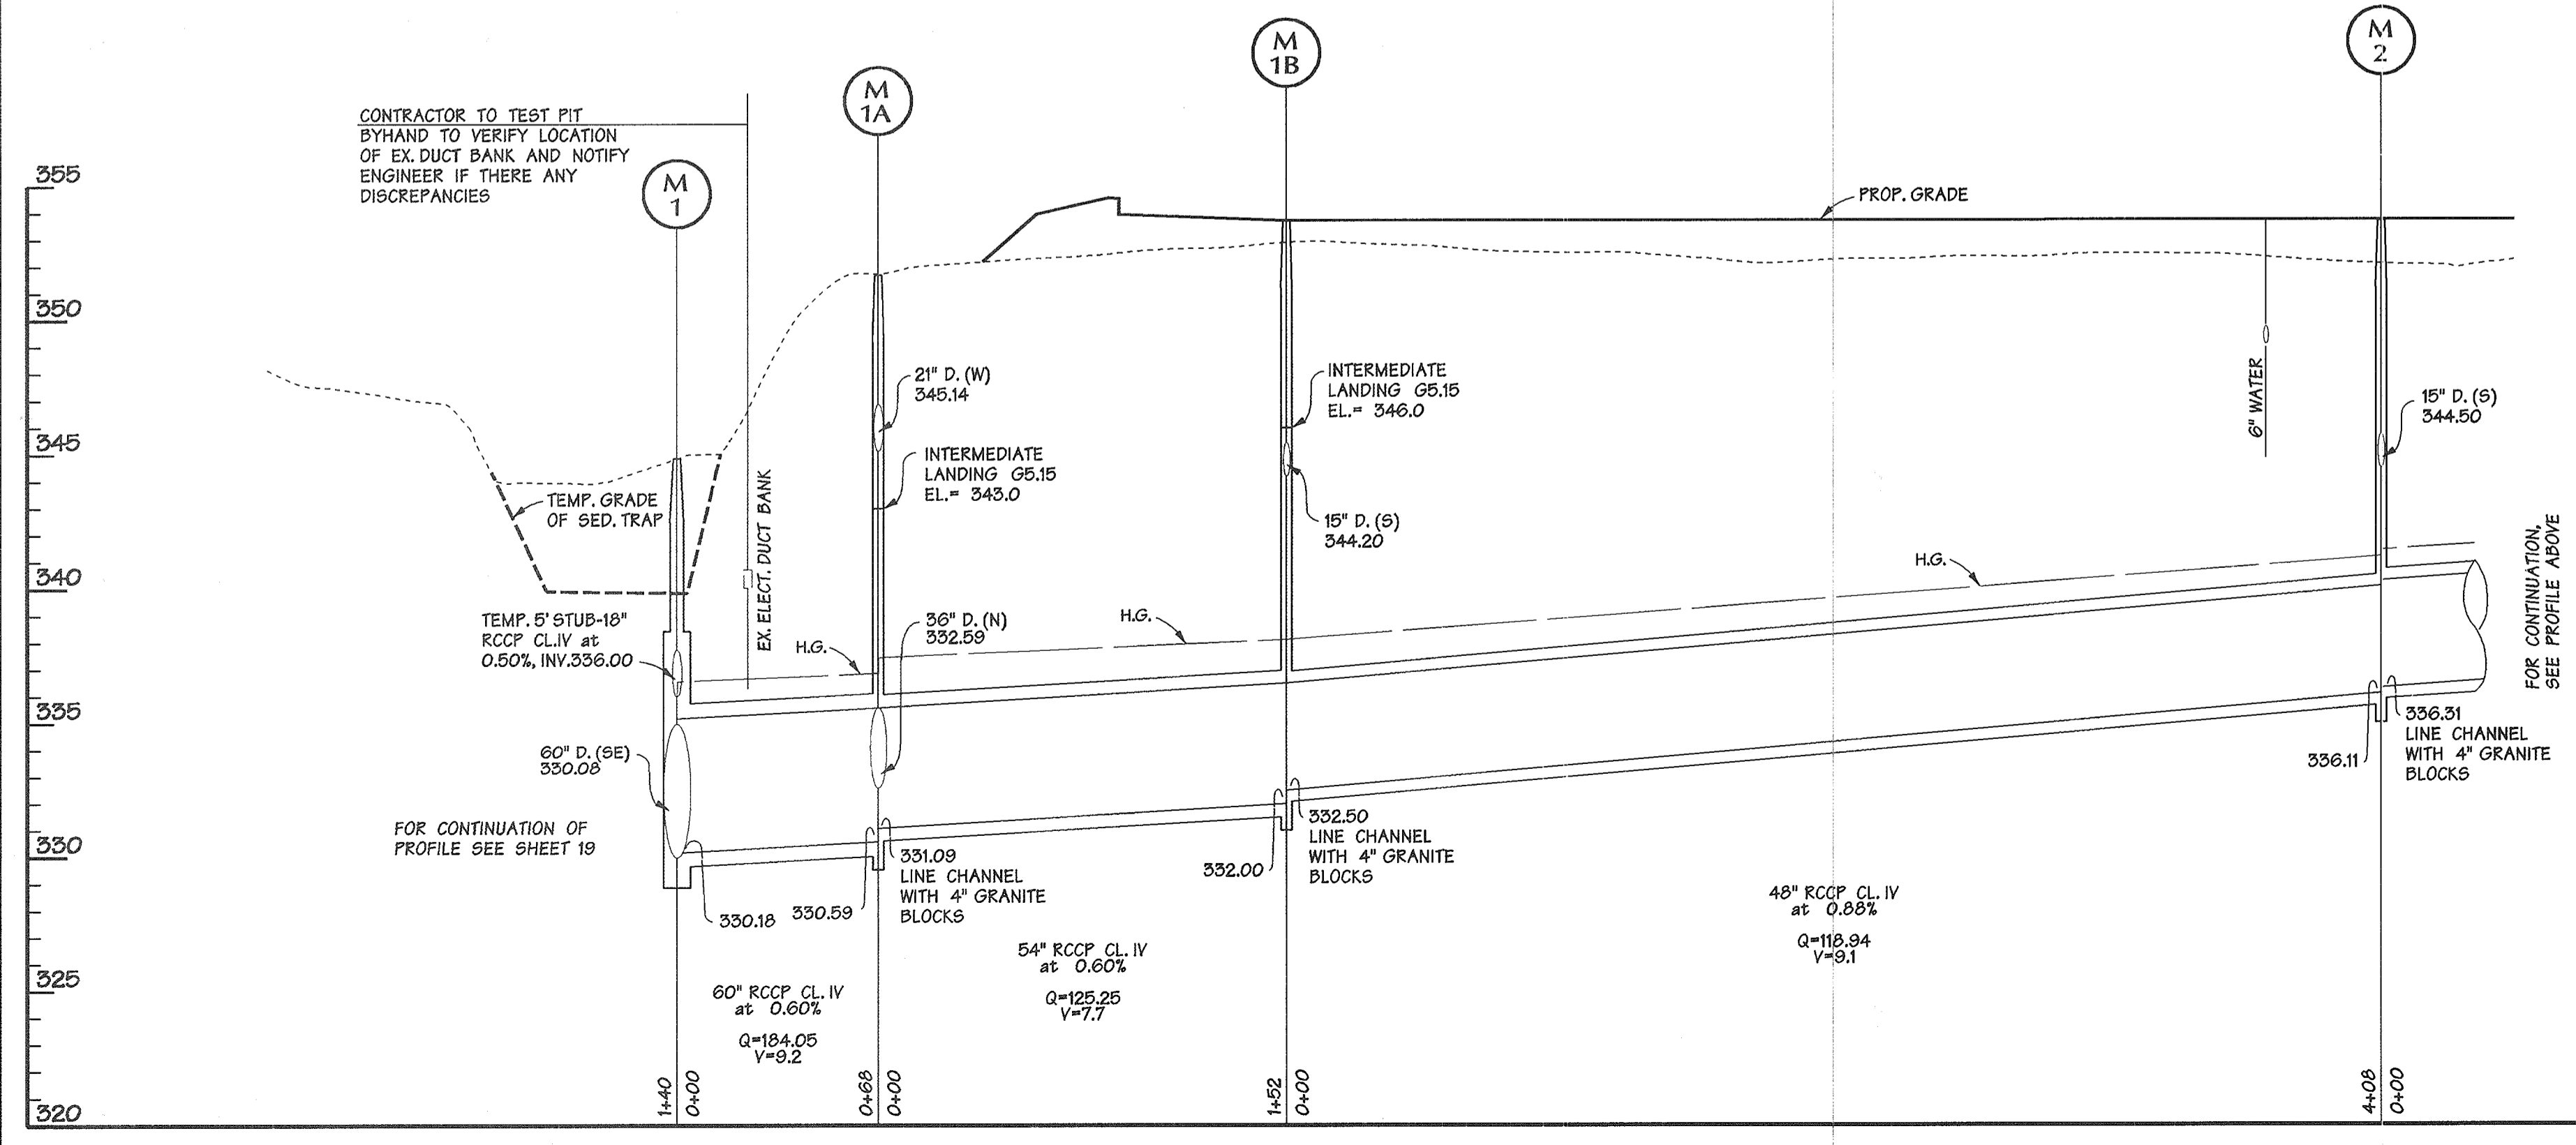 M
1
M
1A
M
1B
M
2
CONTRACTOR TO TEST PIT
BYHAND TO VERIFY LOCATION
OF EX. DUCT BANK AND NOTIFY
ENGINEER IF THERE ANY
DISCREPANCIES
355
350
345
340
335
330
325
320
PROP. GRADE
TEMP. GRADE
OF SED. TRAP
EX. ELECT. DUCT BANK
21" D. (W)
345.14
INTERMEDIATE
LANDING G5.15
EL.= 343.0
INTERMEDIATE
LANDING G5.15
EL.= 346.0
15" D. (S)
344.20
6" WATER
15" D. (S)
344.50
TEMP. 5' STUB-18"
RCCP CL.IV at
0.50%, INV.336.00
H.G.
36" D. (N)
332.59
H.G.
H.G.
FOR CONTINUATION,
SEE PROFILE ABOVE
60" D. (SE)
330.08
FOR CONTINUATION OF
PROFILE SEE SHEET 19
330.18
330.59
331.09
LINE CHANNEL
WITH 4" GRANITE
BLOCKS
332.00
332.50
LINE CHANNEL
WITH 4" GRANITE
BLOCKS
336.11
336.31
LINE CHANNEL
WITH 4" GRANITE
BLOCKS
60" RCCP CL. IV
at 0.60%
Q=184.05
V=9.2
54" RCCP CL. IV
at 0.60%
Q=125.25
V=7.7
48" RCCP CL. IV
at 0.88%
Q=118.94
V=9.1
1+40
0+00
0+68
0+00
1+52
0+00
4+08
0+00